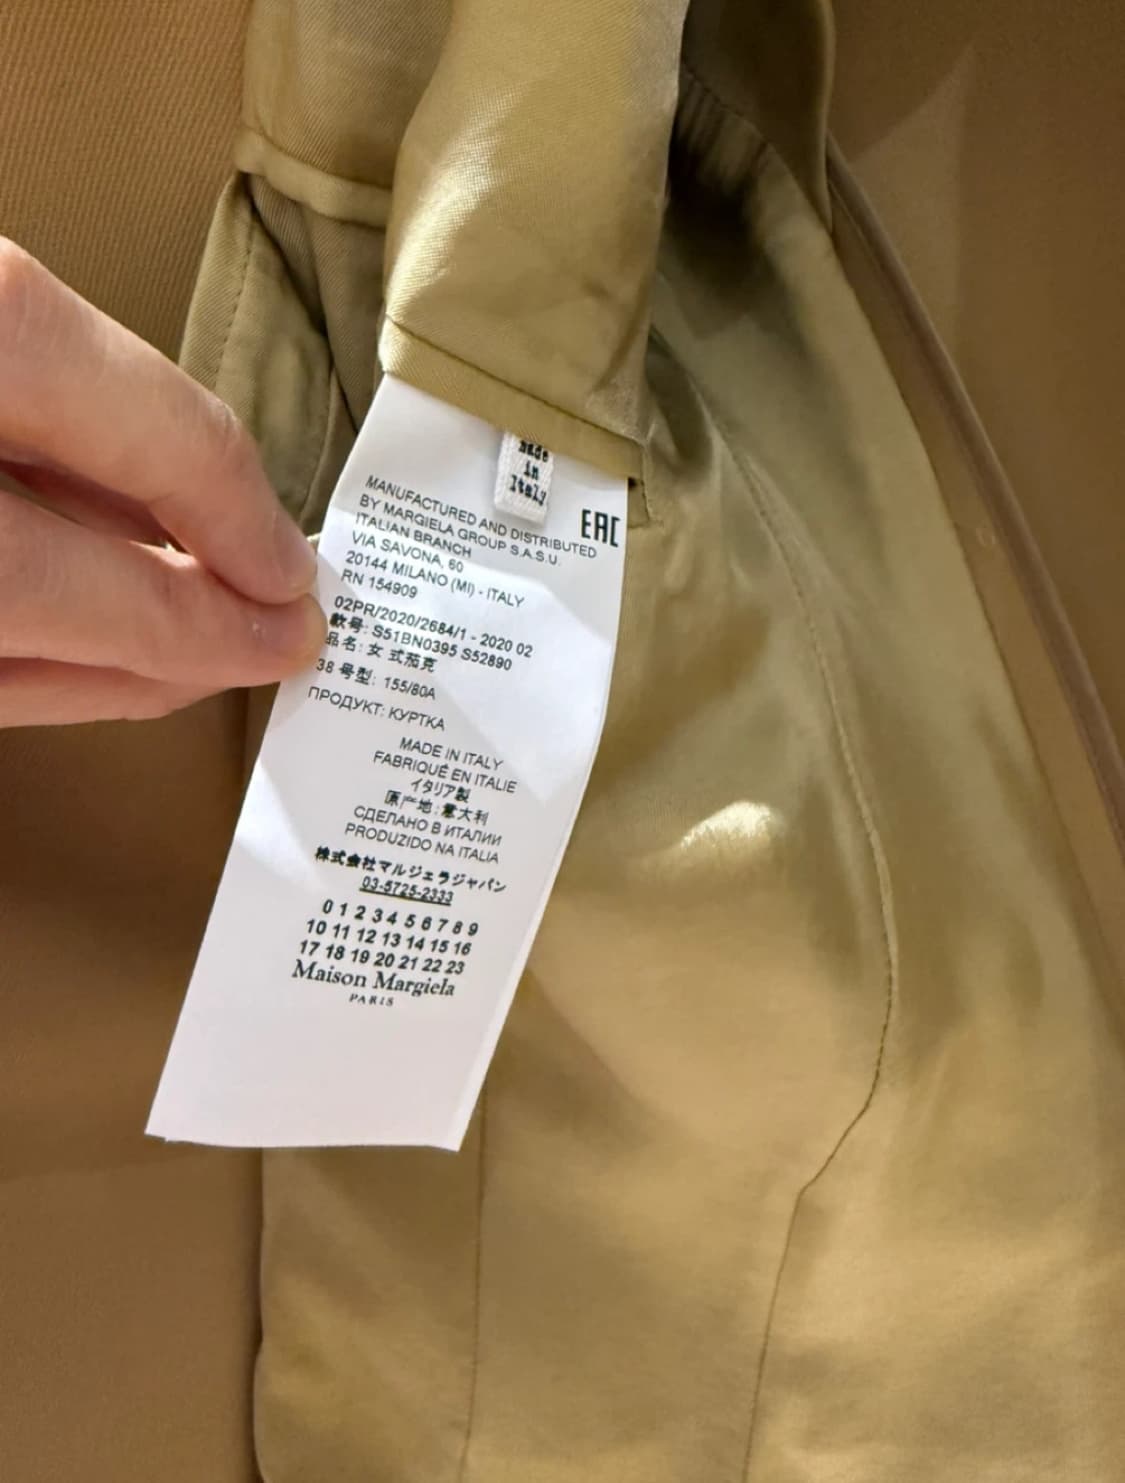 made
in
Italy
EAC
MANUFACTURED AND DISTRIBUTED
BY MARGIELA GROUP S.A.S.U.
ITALIAN BRANCH
VIA SAVONA, 60
20144 MILANO (MI) - ITALY
RN 154909
02PR/2020/2684/1 - 2020 02
款号: S51BN0395 S52890
品名: 女 式茄克
38 号型: 155/80A
ПРОДУКТ: КУРТКА
MADE IN ITALY
FABRIQUÉ EN ITALIE
イタリア製
原产地:意大利
СДЕЛАНО В ИТАЛИИ
PRODUZIDO NA ITALIA
株式会社マルジェラジャパン
03-5725-2333
0 1 2 3 4 5 6 7 8 9
10 11 12 13 14 15 16
17 18 19 20 21 22 23
Maison Margiela
PARIS